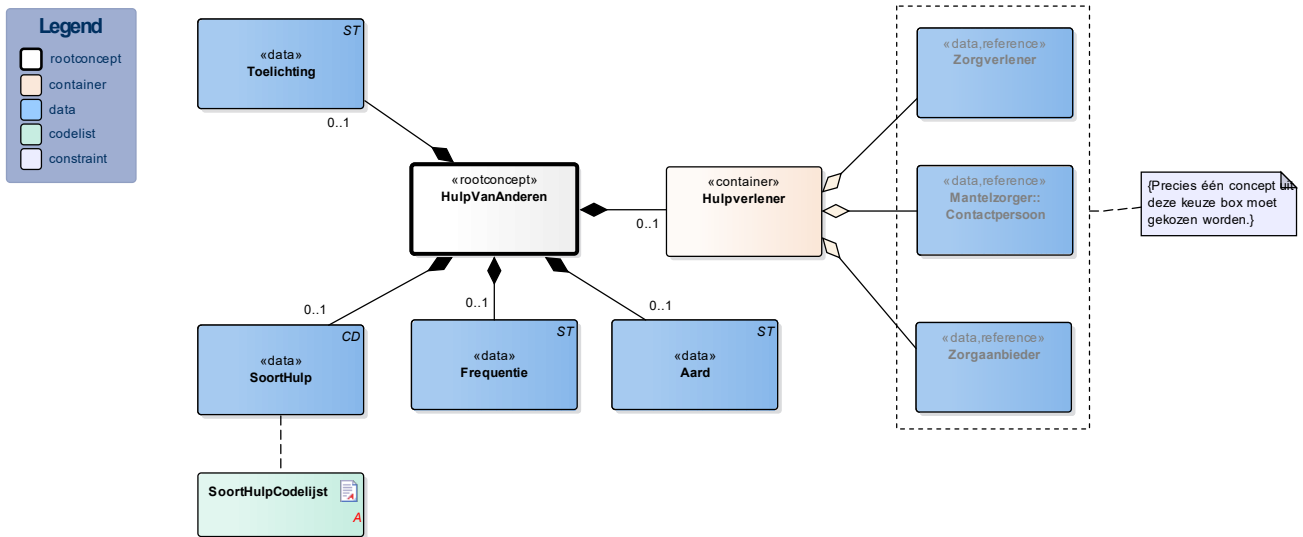 Legend
rootconcept
container
data
codelist
constraint
ST
«data»
Toelichting
0..1
«rootconcept»
HulpVanAnderen
0..1
«container»
Hulpverlener
«data,reference»
Zorgverlener
«data,reference»
Mantelzorger::
Contactpersoon
«data,reference»
Zorgaanbieder
{Precies één concept uit
deze keuze box moet
gekozen worden.}
0..1
0..1
0..1
CD
«data»
SoortHulp
ST
«data»
Frequentie
ST
«data»
Aard
SoortHulpCodelijst
A